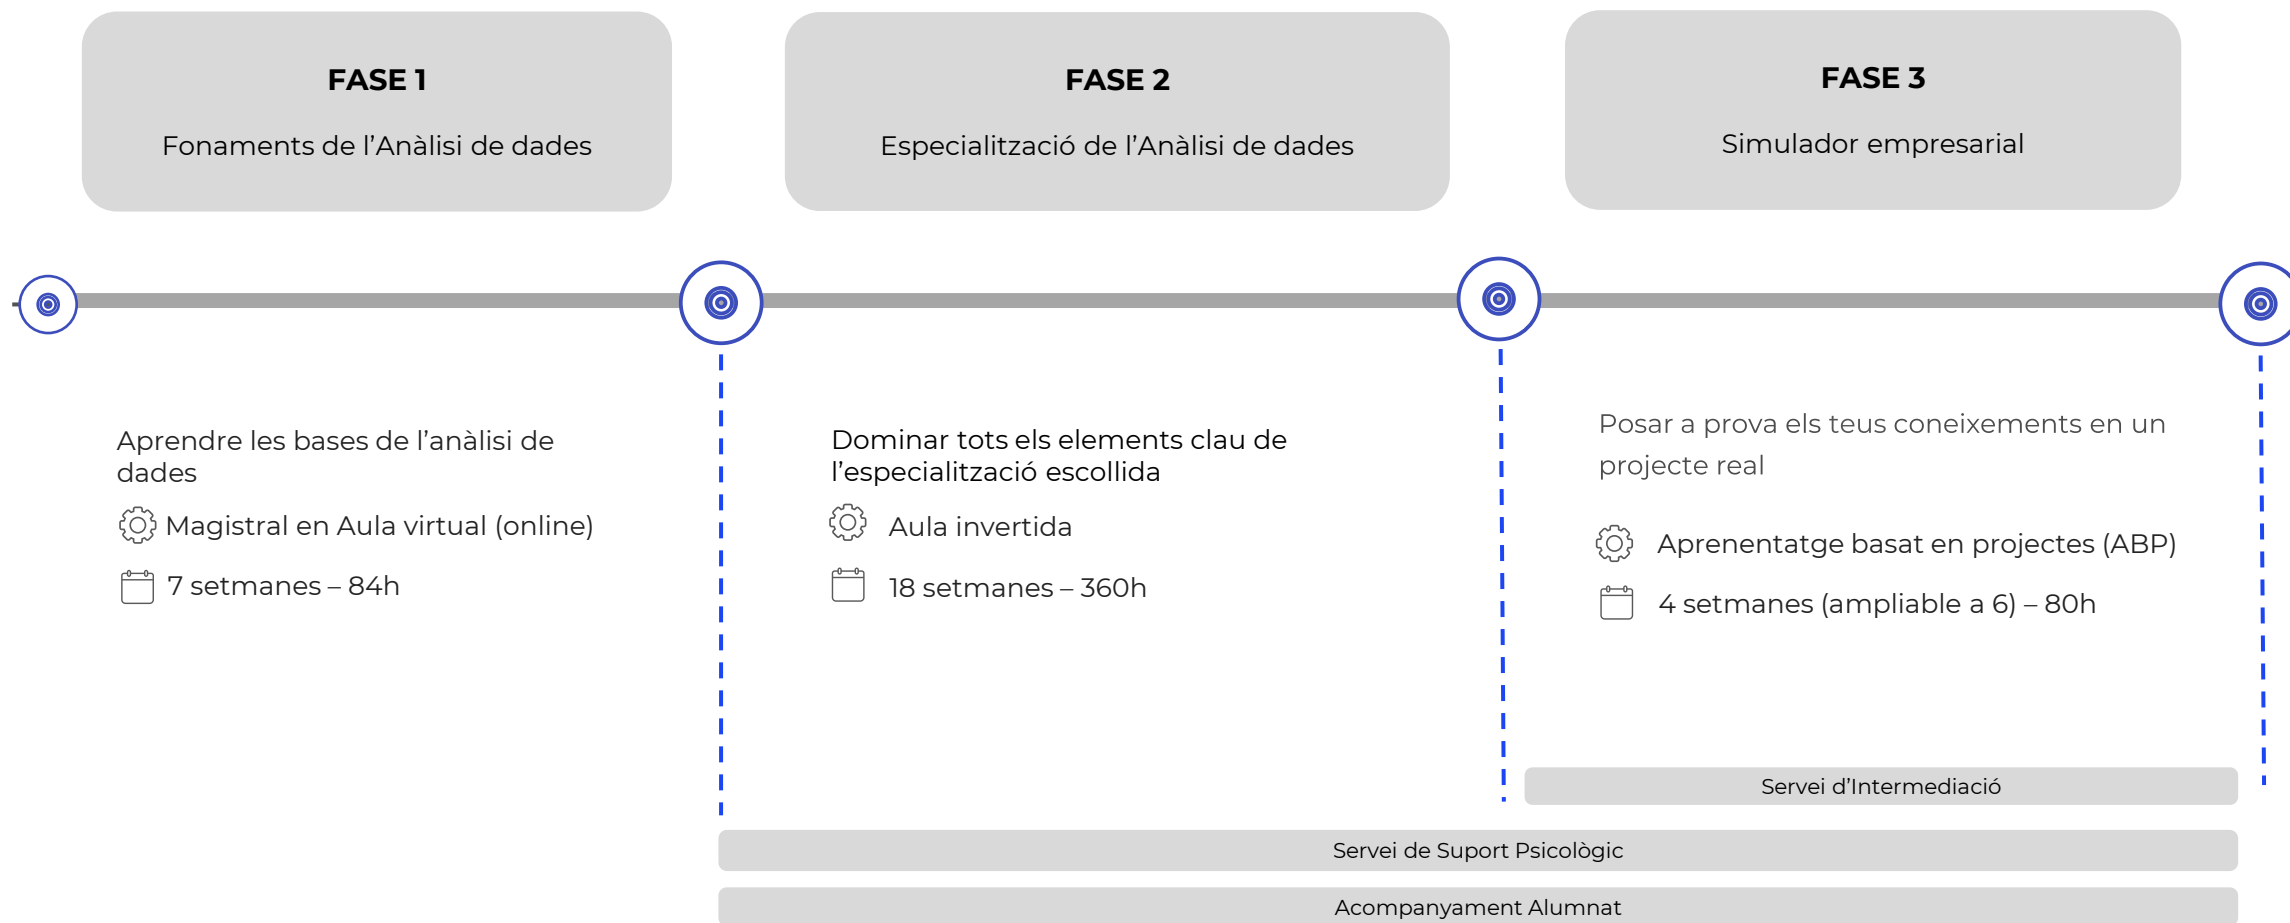 FASE 1
Fonaments de l’Anàlisi de dades
FASE 2
Especialització de l’Anàlisi de dades
FASE 3
Simulador empresarial
Aprendre les bases de l’anàlisi de
dades
Magistral en Aula virtual (online)
7 setmanes – 84h
Dominar tots els elements clau de
l’especialització escollida
Aula invertida
18 setmanes – 360h
Posar a prova els teus coneixements en un
projecte real
Aprenentatge basat en projectes (ABP)
4 setmanes (ampliable a 6) – 80h
Servei d’Intermediació
Servei de Suport Psicològic
Acompanyament Alumnat